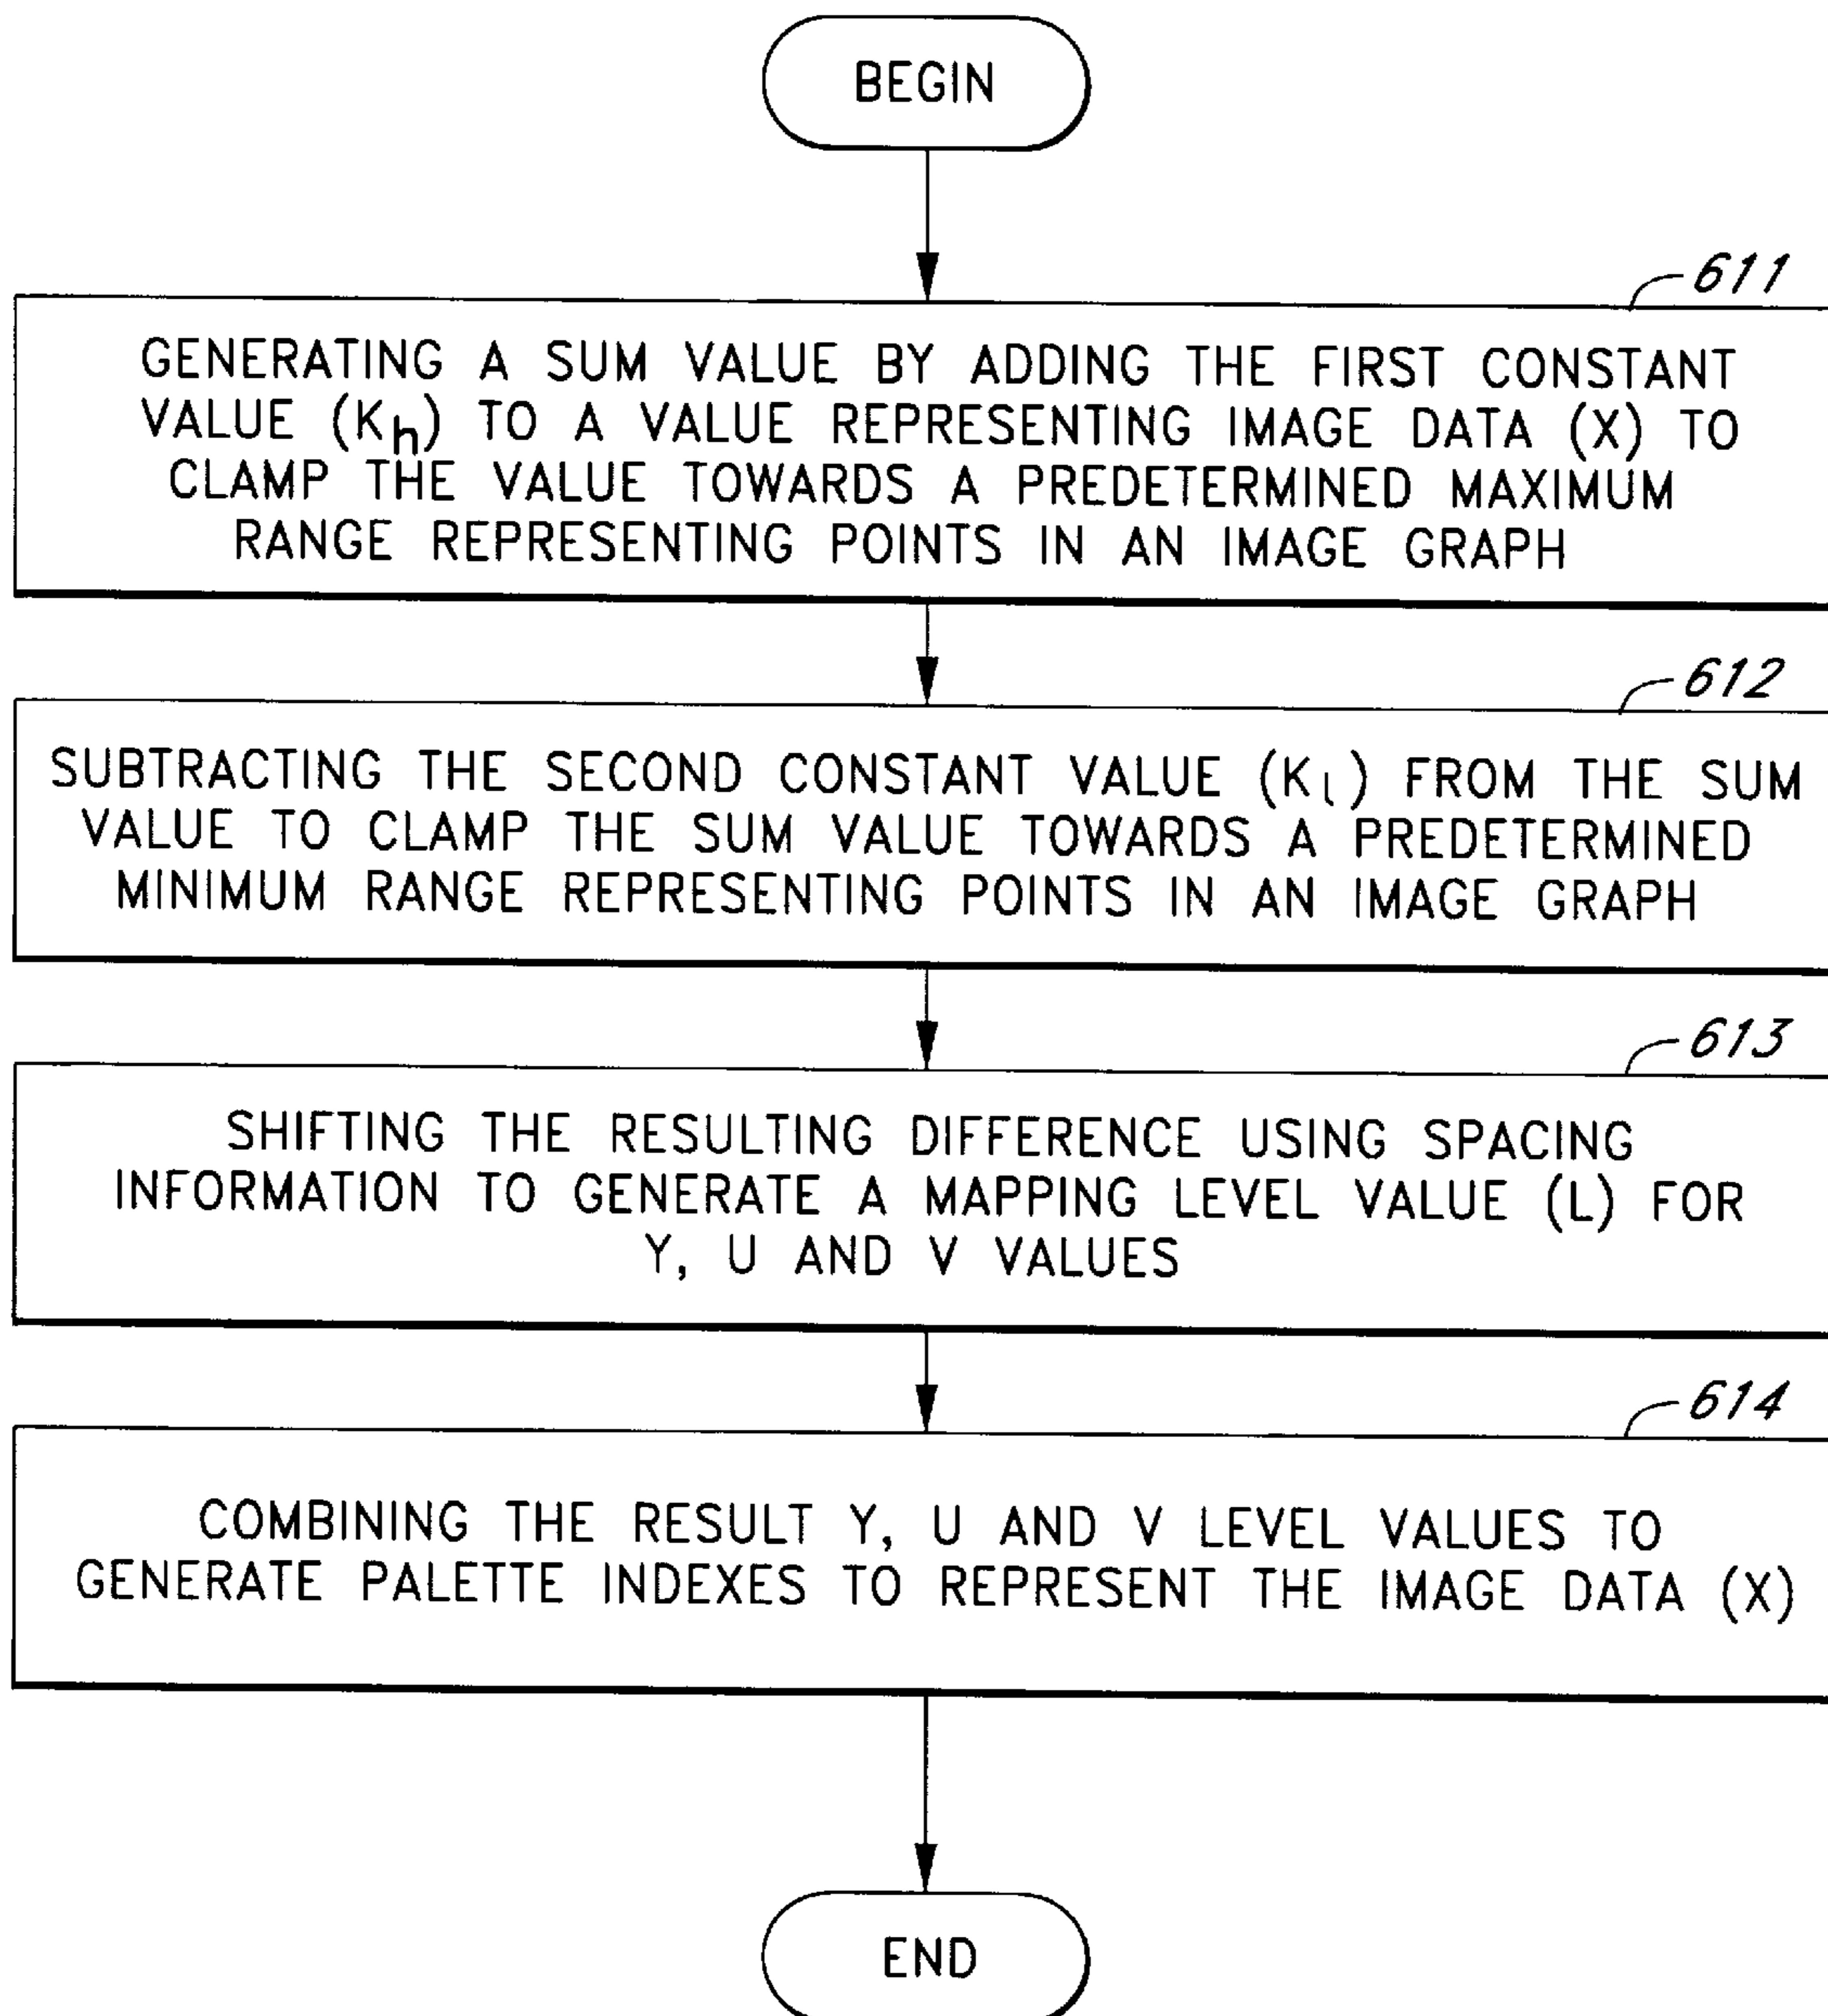 BEGIN
611
GENERATING A SUM VALUE BY ADDING THE FIRST CONSTANT
VALUE (Kh) TO A VALUE REPRESENTING IMAGE DATA (X) TO
CLAMP THE VALUE TOWARDS A PREDETERMINED MAXIMUM
RANGE REPRESENTING POINTS IN AN IMAGE GRAPH
612
SUBTRACTING THE SECOND CONSTANT VALUE (Kl) FROM THE SUM
VALUE TO CLAMP THE SUM VALUE TOWARDS A PREDETERMINED
MINIMUM RANGE REPRESENTING POINTS IN AN IMAGE GRAPH
613
SHIFTING THE RESULTING DIFFERENCE USING SPACING
INFORMATION TO GENERATE A MAPPING LEVEL VALUE (L) FOR
Y, U AND V VALUES
614
COMBINING THE RESULT Y, U AND V LEVEL VALUES TO
GENERATE PALETTE INDEXES TO REPRESENT THE IMAGE DATA (X)
END